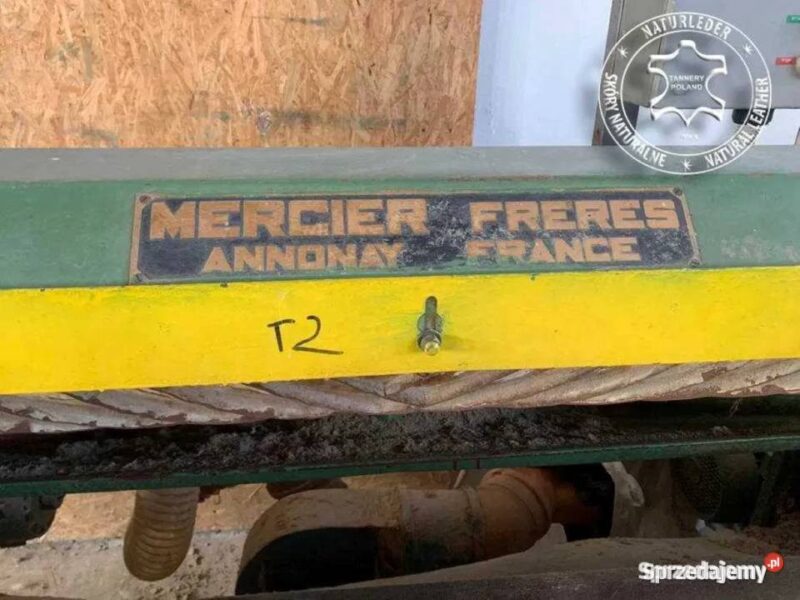 NATURLEDER
TANNERY
POLAND
SKÓRY NATURALNE
NATURAL LEATHER
MERCIER FRERES
ANNONAY FRANCE
T2
Sprzedajemy.pl